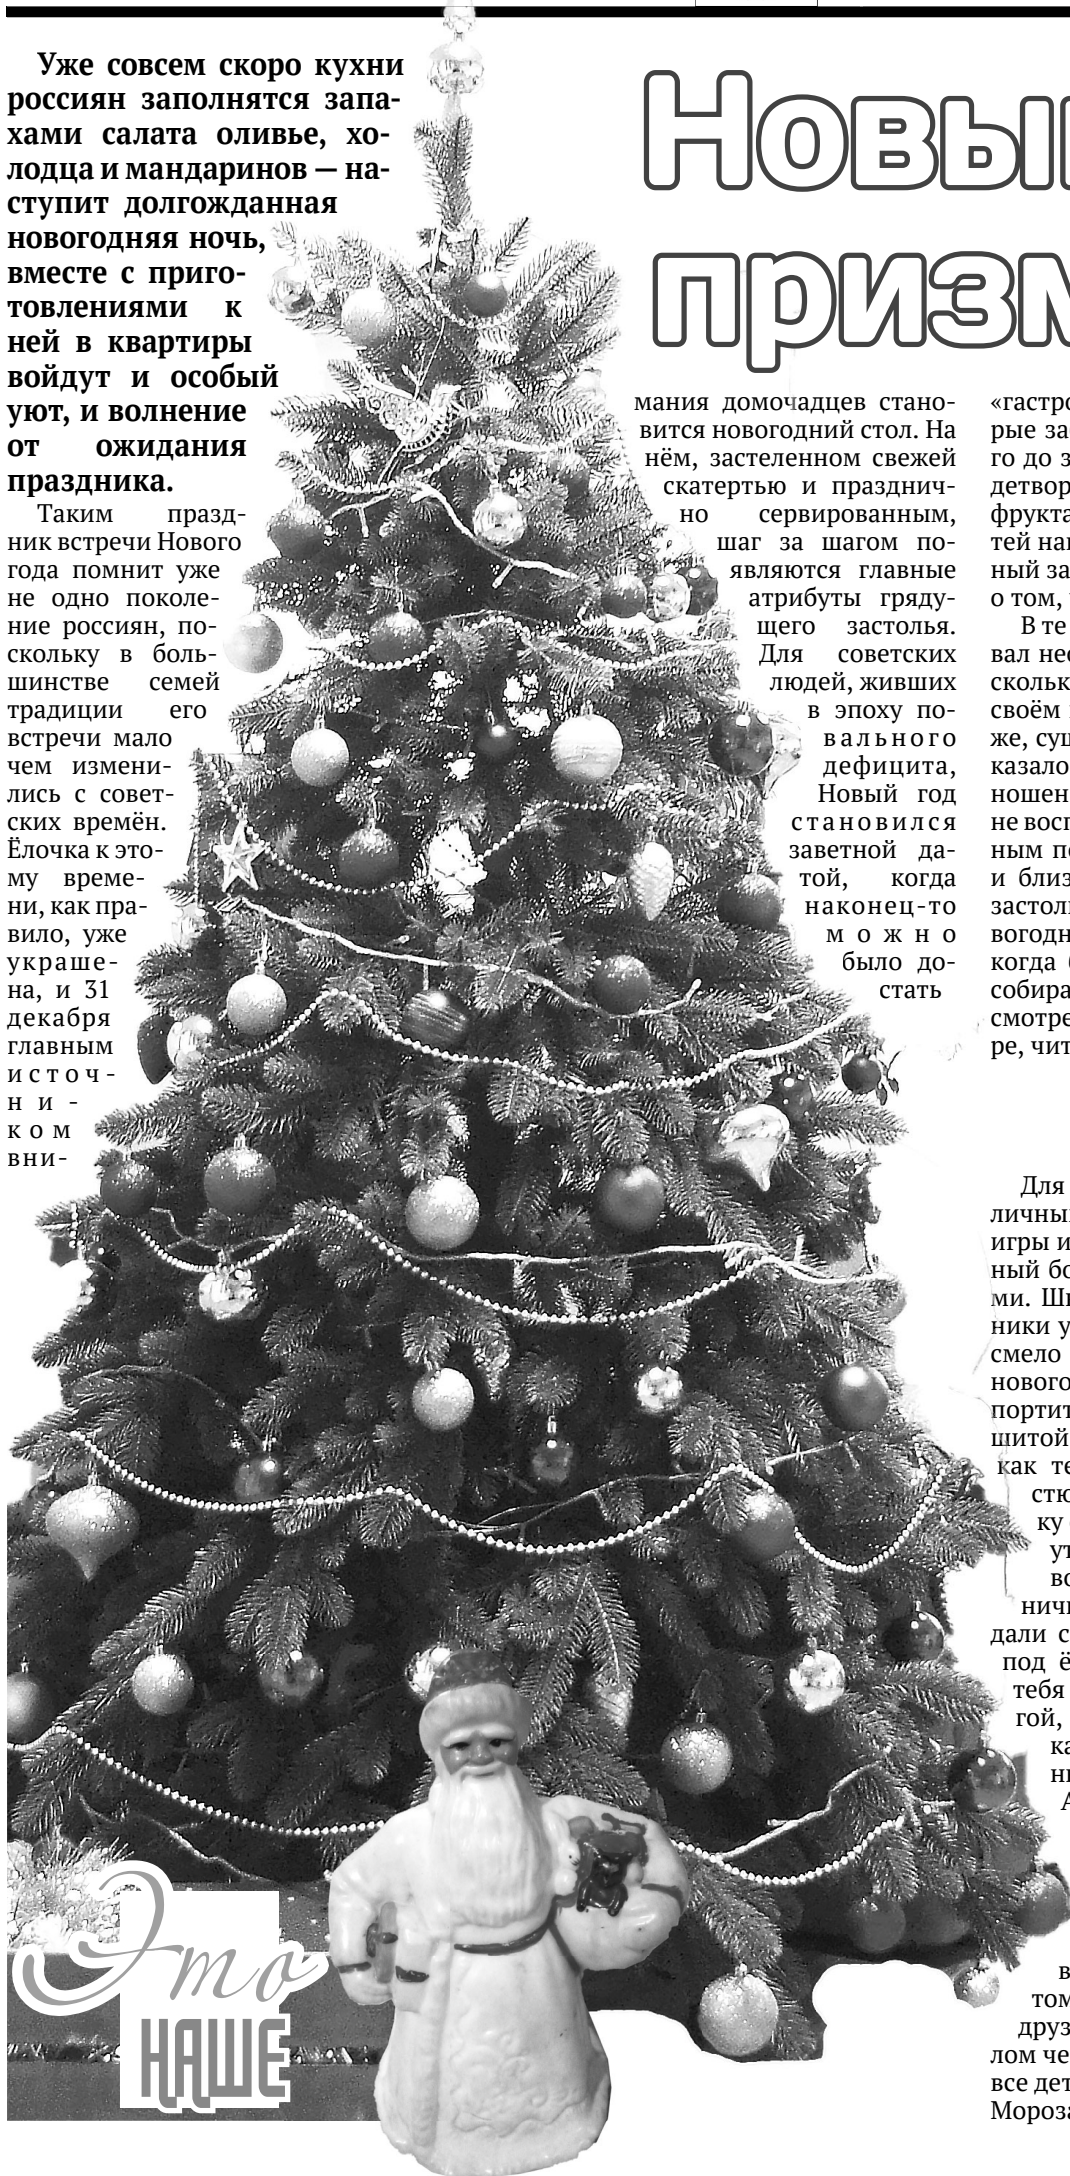 Уже совсем скоро кухни
россиян заполнятся запа-
хами салата оливье, хо-
лодца и мандаринов — на-
ступит долгожданная
новогодняя ночь,
вместе с приго-
товлениями к
ней в квартиры
войдут и особый
уют, и волнение
от ожидания
праздника.
Таким празд-
ник встречи Нового
года помнит уже
не одно поколе-
ние россиян, по-
скольку в боль-
шинстве семей
традиции его
встречи мало
чем измени-
лись с совет-
ских времён.
Ёлочка к это-
му време-
ни, как пра-
вило, уже
украше-
на, и 31
декабря
главным
источ-
ни-
ком
вни-
Новы
призм
мания домочадцев стано-
вится новогодний стол. На
нём, застеленном свежей
скатертью и празднич-
но сервированным,
шаг за шагом по-
являются главные
атрибуты гряду-
щего застолья.
Для советских
людей, живших
в эпоху по-
вального
дефицита,
Новый год
становился
заветной да-
той, когда
наконец-то
можно
было до-
стать
«гастро
рые за
го до з
детвор
фрукта
тей на
ный за
о том,
В те
вал нес
скольк
своём
же, сущ
казало
ношен
не восп
ным по
и близ
застол
вогодн
когда
собира
смотре
ре, чит
Для
личны
игры и
ный бо
ми. Ши
ники у
смело
нового
портит
шитой
как те
стю
ку
ут
во
нич
дали с
под ё
тебя
гой,
ка
ни
А
в
том
друз
лом че
все дет
Мороза
Это
НАШЕ